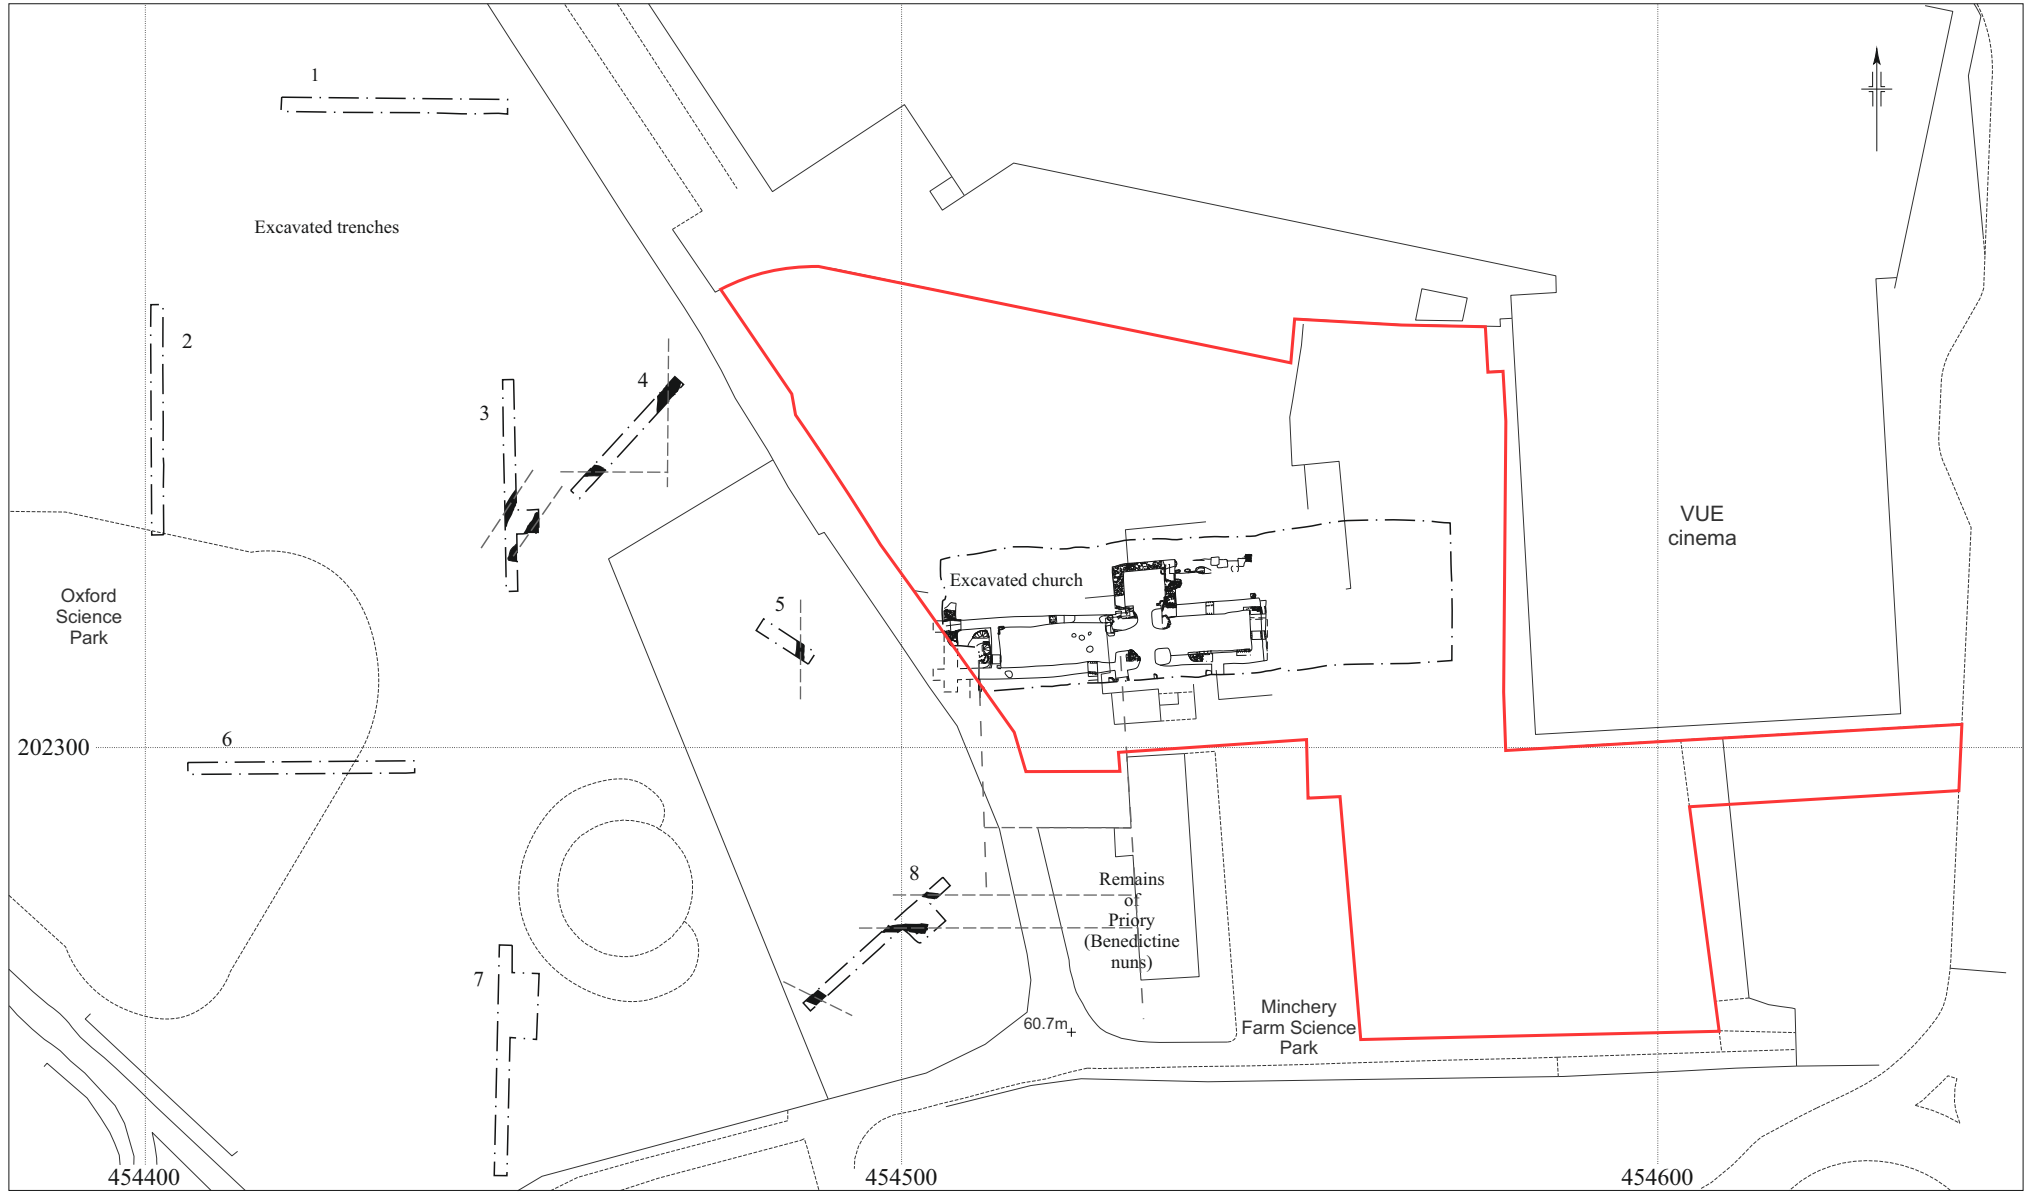 1
Excavated trenches
2
3
4
VUE
cinema
Excavated church
Oxford
Science
Park
5
202300
6
8
Remains
of
Priory
(Benedictine
nuns)
7
Minchery
Farm Science
Park
60.7m
454400
454500
454600